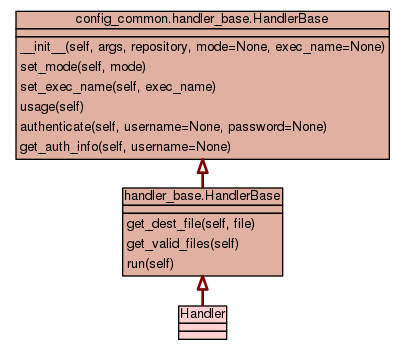 config_common.handler_base.HandlerBase
__init__(self, args, repository, mode=None, exec_name=None)
set_mode(self, mode)
set_exec_name(self, exec_name)
usage(self)
authenticate(self, username=None, password=None)
get_auth_info(self, username=None)
handler_base.HandlerBase
get_dest_file(self, file)
get_valid_files(self)
run(self)
Handler